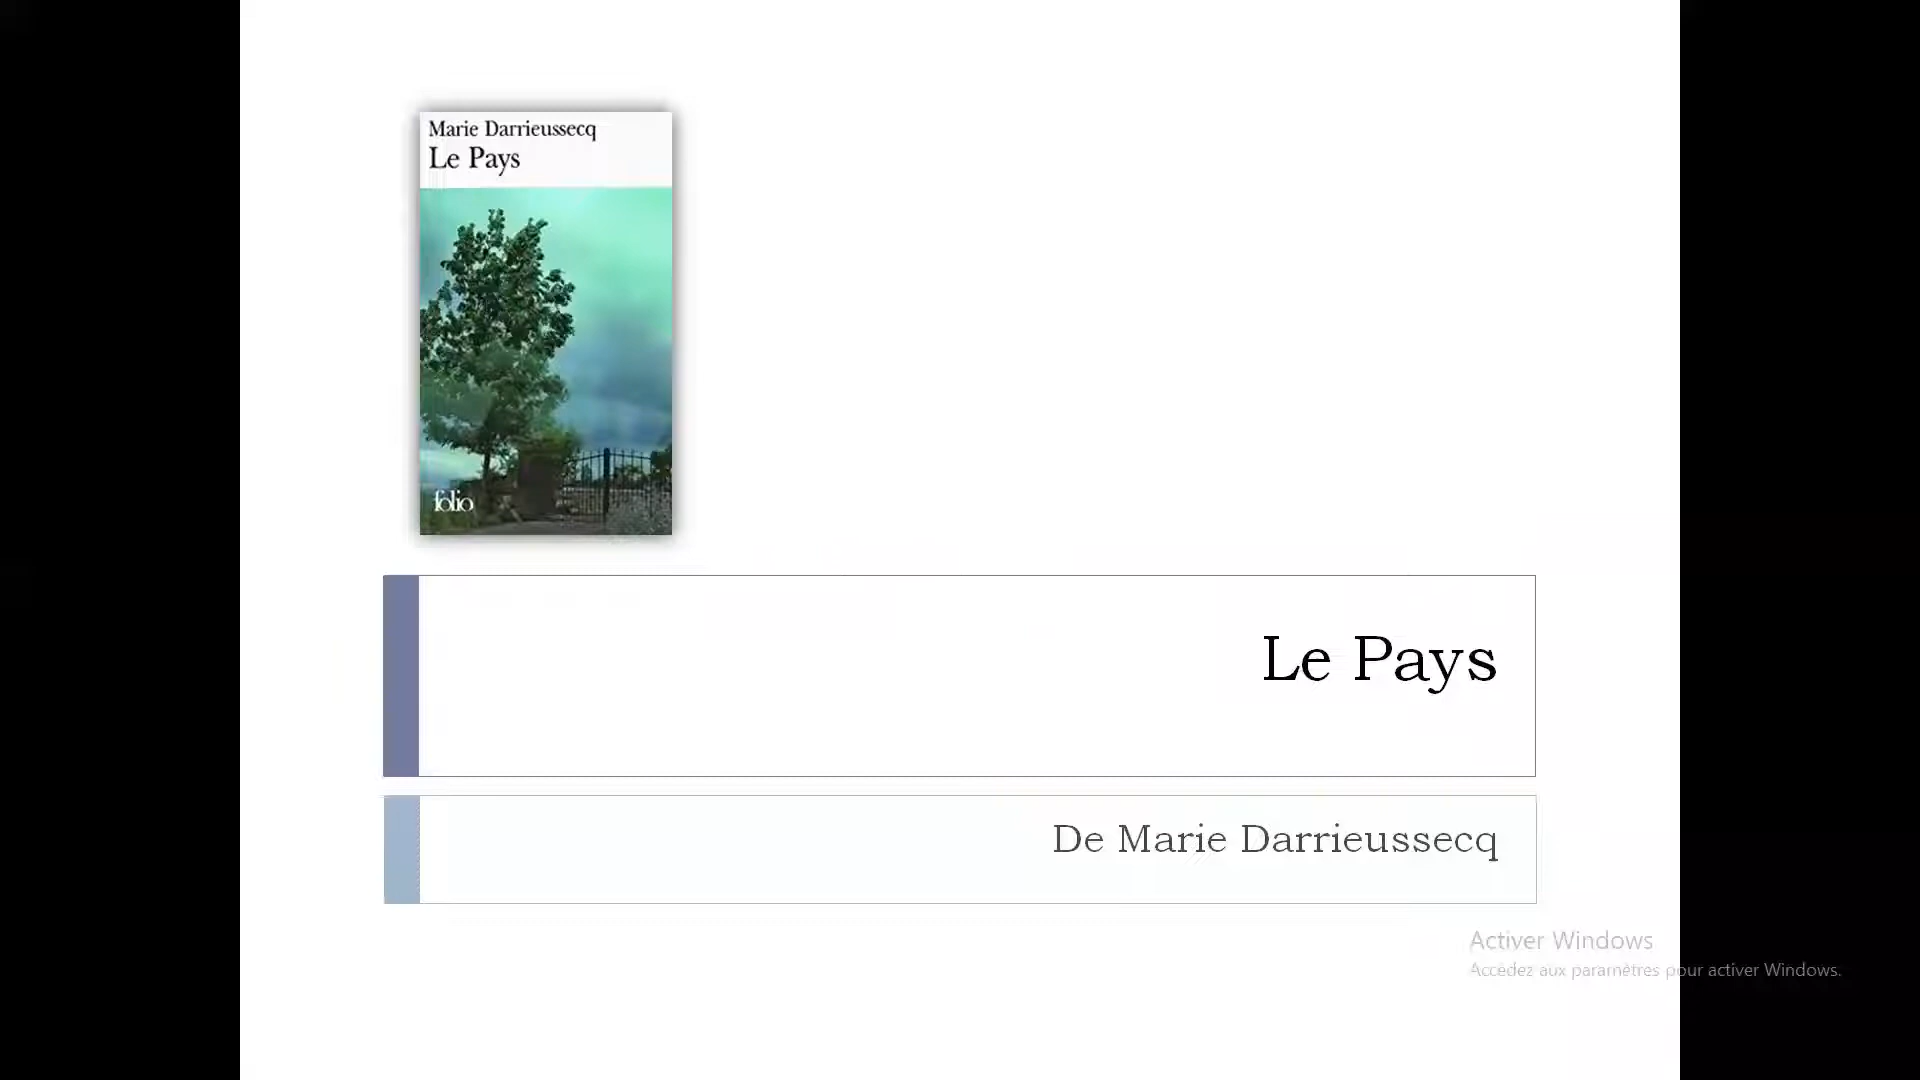 Marie Darrieussecq
Le Pays
folio
Le Pays
De Marie Darrieussecq
Activer Windows
Accédez aux paramètres pour activer Windows.